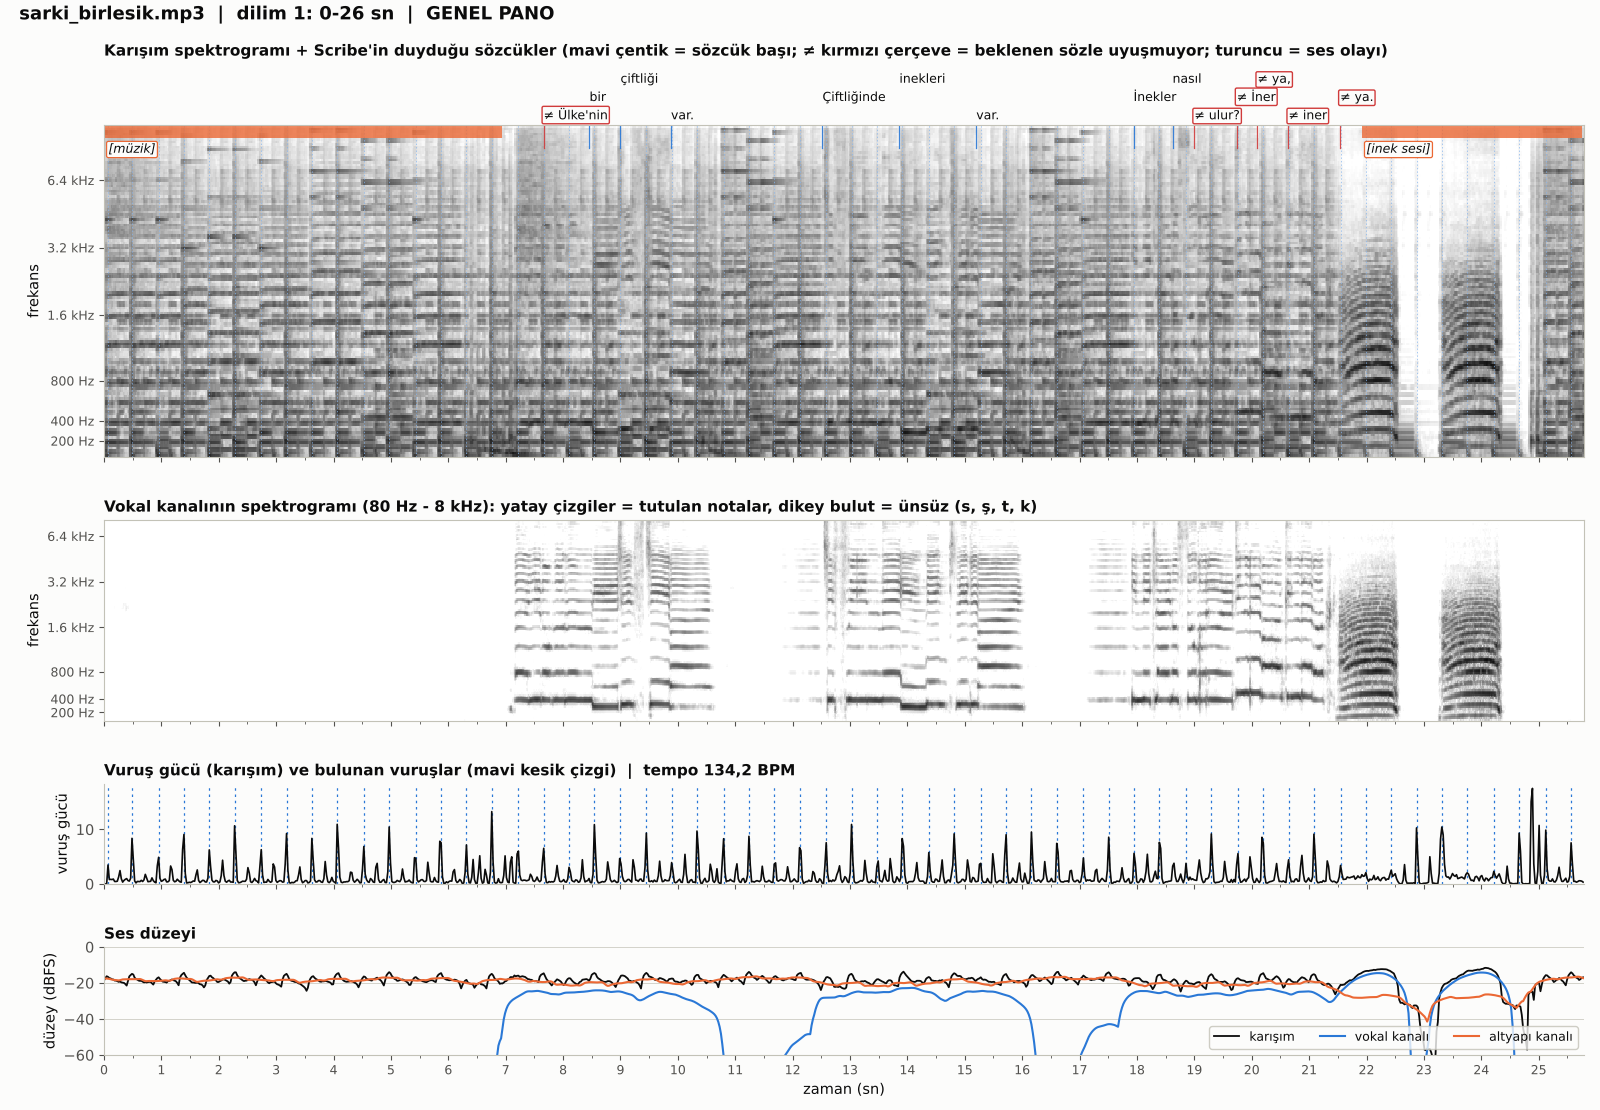 sarki_birlesik.mp3 | dilim 1: 0-26 sn | GENEL PANO
Karışım spektrogramı + Scribe'in duyduğu sözcükler (mavi çentik = sözcük başı; ≠ kırmızı çerçeve = beklenen sözle uyuşmuyor; turuncu = ses olayı)
çiftliği inekleri nasıl ≠ ya,
bir Çiftliğinde İnekler ≠ İner ≠ ya.
≠ Ülke'nin var. var. ≠ ulur? ≠ iner
[müzik] [inek sesi]
frekans
6.4 kHz
3.2 kHz
1.6 kHz
800 Hz
400 Hz
200 Hz
Vokal kanalının spektrogramı (80 Hz - 8 kHz): yatay çizgiler = tutulan notalar, dikey bulut = ünsüz (s, ş, t, k)
frekans
6.4 kHz
3.2 kHz
1.6 kHz
800 Hz
400 Hz
200 Hz
Vuruş gücü (karışım) ve bulunan vuruşlar (mavi kesik çizgi) | tempo 134,2 BPM
vuruş gücü
10
0
Ses düzeyi
düzey (dBFS)
0
−20
−40
−60
karışım vokal kanalı altyapı kanalı
0 1 2 3 4 5 6 7 8 9 10 11 12 13 14 15 16 17 18 19 20 21 22 23 24 25
zaman (sn)